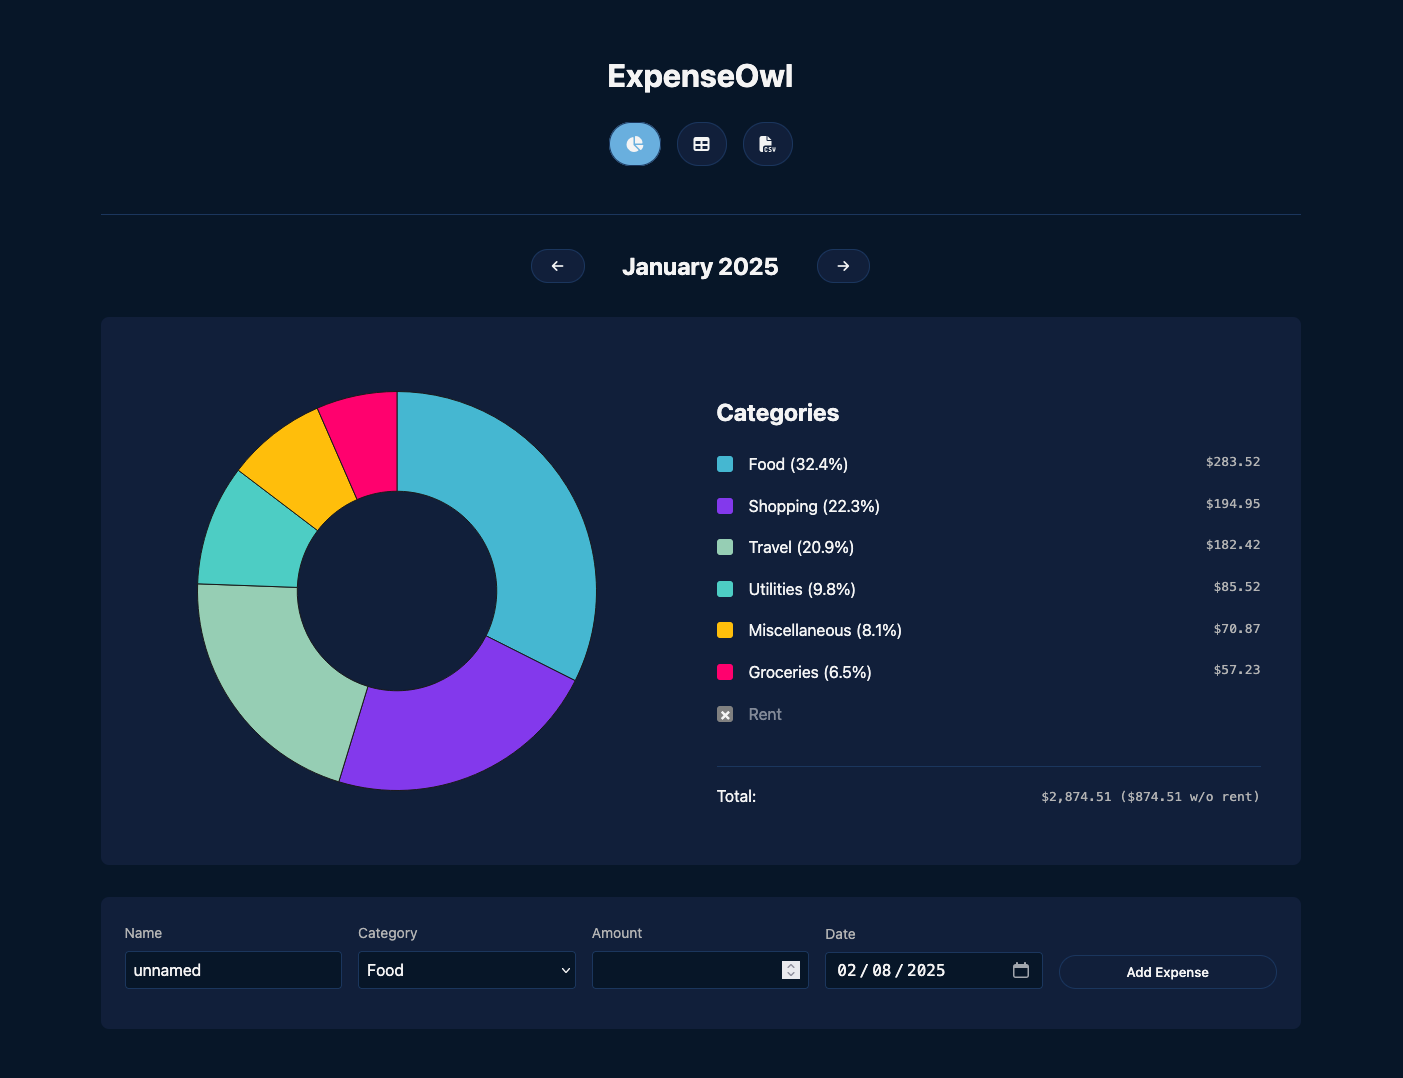 ExpenseOwl
CSV
January 2025
Categories
Food (32.4%) $283.52
Shopping (22.3%) $194.95
Travel (20.9%) $182.42
Utilities (9.8%) $85.52
Miscellaneous (8.1%) $70.87
Groceries (6.5%) $57.23
Rent
Total: $2,874.51 ($874.51 w/o rent)
Name Category Amount Date
unnamed Food 02/08/2025 Add Expense